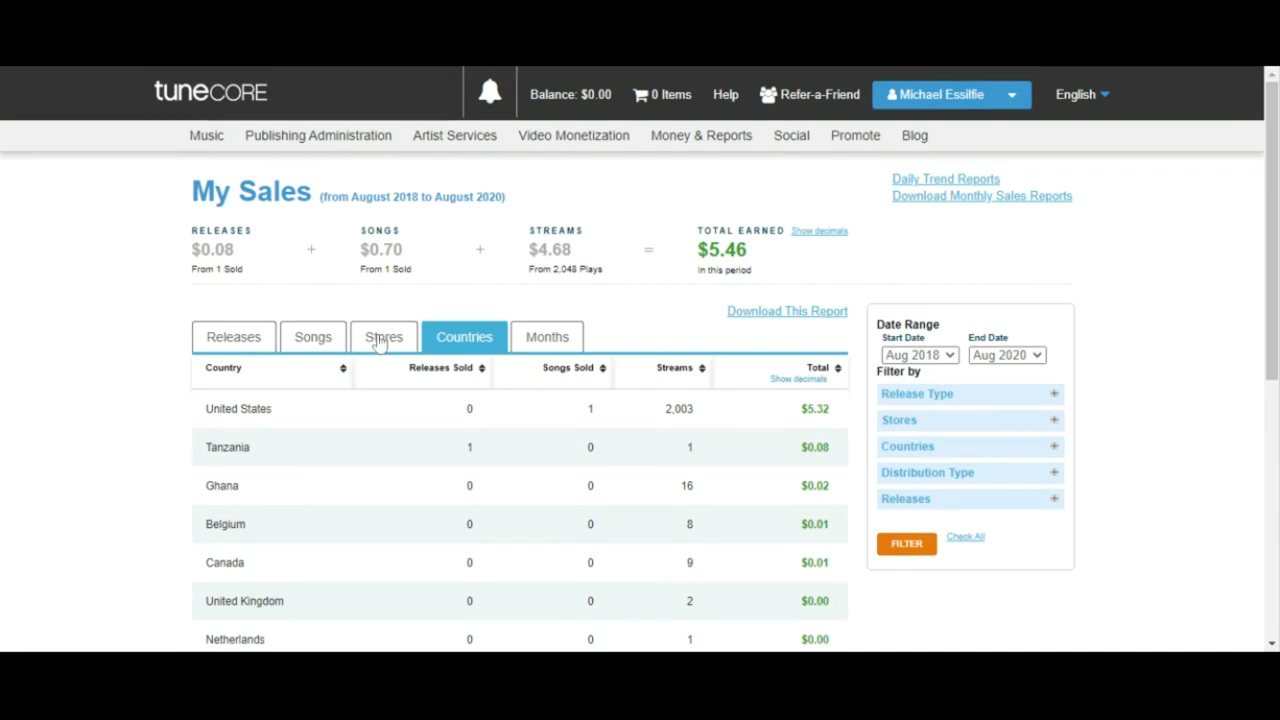 tunecore
Balance: $0.00
0 Items
Help
Refer-a-Friend
Michael Essilfie
English
Music
Publishing Administration
Artist Services
Video Monetization
Money & Reports
Social
Promote
Blog
My Sales (from August 2018 to August 2020)
Daily Trend Reports
Download Monthly Sales Reports
RELEASES
$0.08
From 1 Sold
+
SONGS
$0.70
From 1 Sold
+
STREAMS
$4.68
From 2,048 Plays
=
TOTAL EARNED Show decimals
$5.46
In this period
Download This Report
Releases
Songs
Stores
Countries
Months
Country Releases Sold Songs Sold Streams Total
Show decimals
United States 0 1 2,003 $5.32
Tanzania 1 0 1 $0.08
Ghana 0 0 16 $0.02
Belgium 0 0 8 $0.01
Canada 0 0 9 $0.01
United Kingdom 0 0 2 $0.00
Netherlands 0 0 1 $0.00
Date Range
Start Date End Date
Aug 2018 Aug 2020
Filter by
Release Type +
Stores +
Countries +
Distribution Type +
Releases +
FILTER Check All